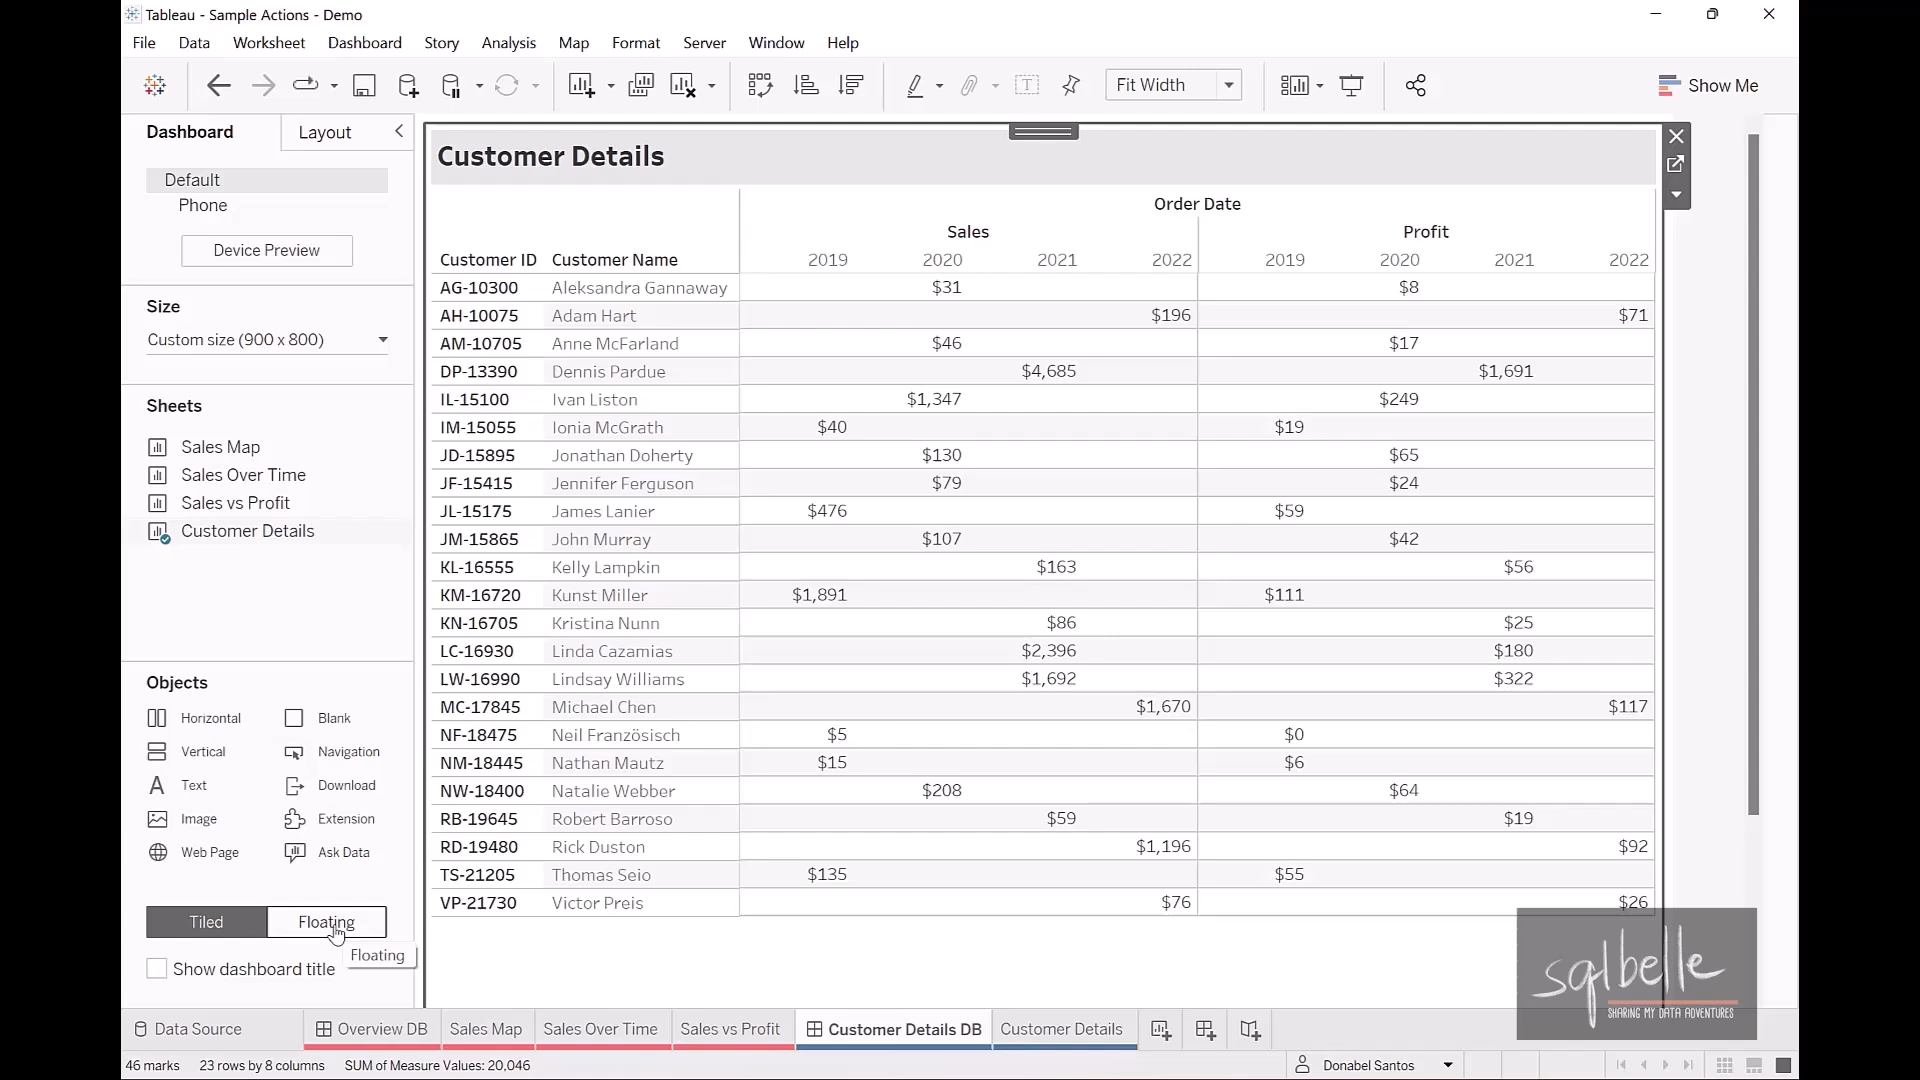 Tableau - Sample Actions - Demo
File Data Worksheet Dashboard Story Analysis Map Format Server Window Help
Fit Width
Show Me
Dashboard Layout
Default
Phone
Device Preview
Size
Custom size (900 x 800)
Sheets
Sales Map
Sales Over Time
Sales vs Profit
Customer Details
Objects
Horizontal Blank
Vertical Navigation
Text Download
Image Extension
Web Page Ask Data
Tiled Floating
Floating
Show dashboard title
Customer Details
Order Date
Sales Profit
Customer ID Customer Name 2019 2020 2021 2022 2019 2020 2021 2022
AG-10300 Aleksandra Gannaway $31 $8
AH-10075 Adam Hart $196 $71
AM-10705 Anne McFarland $46 $17
DP-13390 Dennis Pardue $4,685 $1,691
IL-15100 Ivan Liston $1,347 $249
IM-15055 Ionia McGrath $40 $19
JD-15895 Jonathan Doherty $130 $65
JF-15415 Jennifer Ferguson $79 $24
JL-15175 James Lanier $476 $59
JM-15865 John Murray $107 $42
KL-16555 Kelly Lampkin $163 $56
KM-16720 Kunst Miller $1,891 $111
KN-16705 Kristina Nunn $86 $25
LC-16930 Linda Cazamias $2,396 $180
LW-16990 Lindsay Williams $1,692 $322
MC-17845 Michael Chen $1,670 $117
NF-18475 Neil Französisch $5 $0
NM-18445 Nathan Mautz $15 $6
NW-18400 Natalie Webber $208 $64
RB-19645 Robert Barroso $59 $19
RD-19480 Rick Duston $1,196 $92
TS-21205 Thomas Seio $135 $55
VP-21730 Victor Preis $76 $26
sqlbelle
SHARING MY DATA ADVENTURES
Data Source Overview DB Sales Map Sales Over Time Sales vs Profit Customer Details DB Customer Details
46 marks 23 rows by 8 columns SUM of Measure Values: 20,046 Donabel Santos